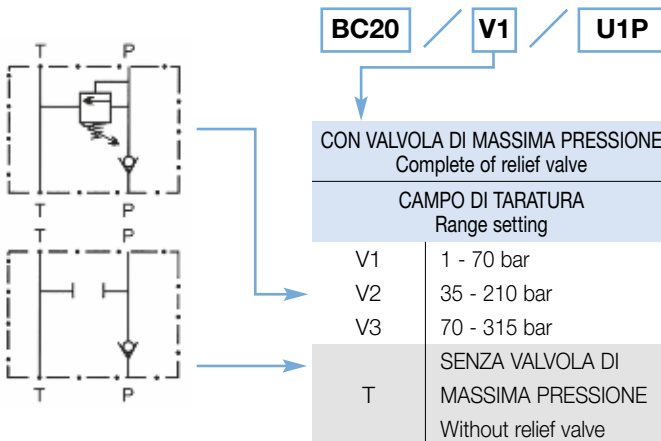 BC20 / V1 / U1P
T P
T P
T P
T P
CON VALVOLA DI MASSIMA PRESSIONE
Complete of relief valve
CAMPO DI TARATURA
Range setting
V1 1 - 70 bar
V2 35 - 210 bar
V3 70 - 315 bar
SENZA VALVOLA DI
T MASSIMA PRESSIONE
Without relief valve